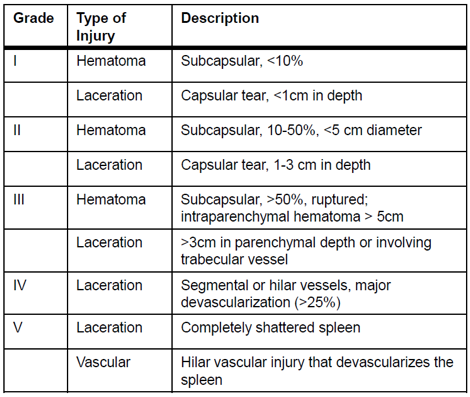 Grade Type of Injury Description
I Hematoma Subcapsular, <10%
Laceration Capsular tear, <1cm in depth
II Hematoma Subcapsular, 10-50%, <5 cm diameter
Laceration Capsular tear, 1-3 cm in depth
III Hematoma Subcapsular, >50%, ruptured;
intraparenchymal hematoma > 5cm
Laceration >3cm in parenchymal depth or involving
trabecular vessel
IV Laceration Segmental or hilar vessels, major
devascularization (>25%)
V Laceration Completely shattered spleen
Vascular Hilar vascular injury that devascularizes the
spleen